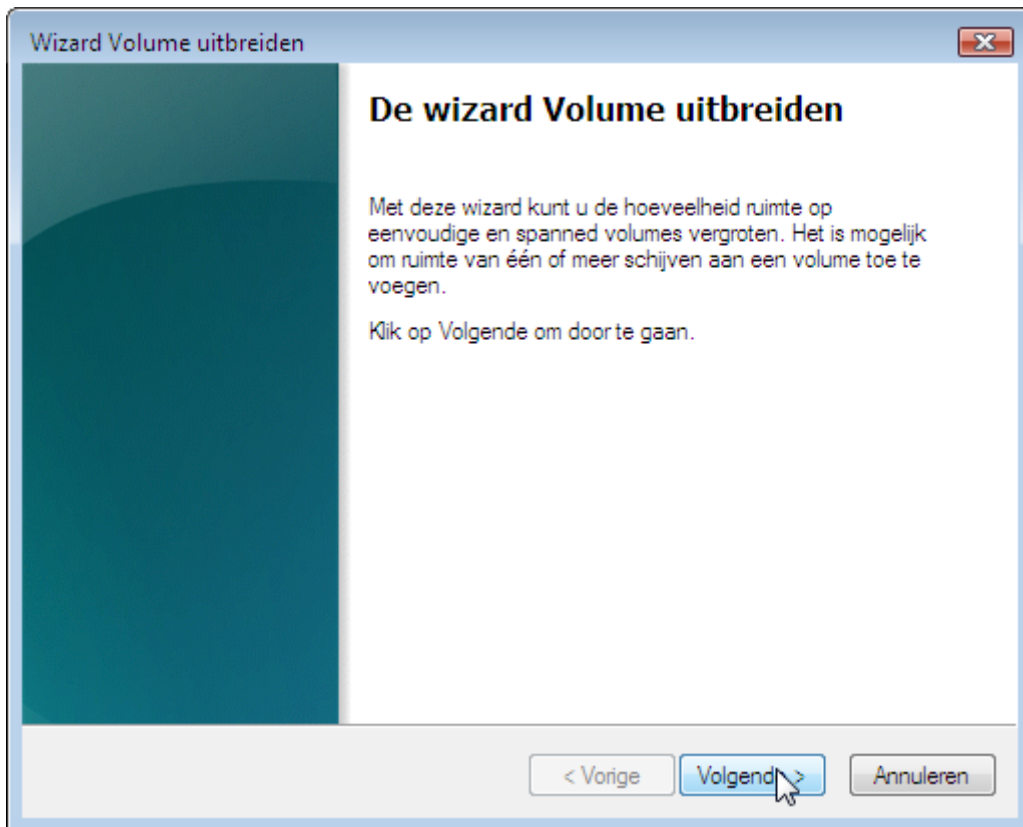 Wizard Volume uitbreiden
De wizard Volume uitbreiden
Met deze wizard kunt u de hoeveelheid ruimte op
eenvoudige en spanned volumes vergroten. Het is mogelijk
om ruimte van één of meer schijven aan een volume toe te
voegen.
Klik op Volgende om door te gaan.
< Vorige
Volgende >
Annuleren